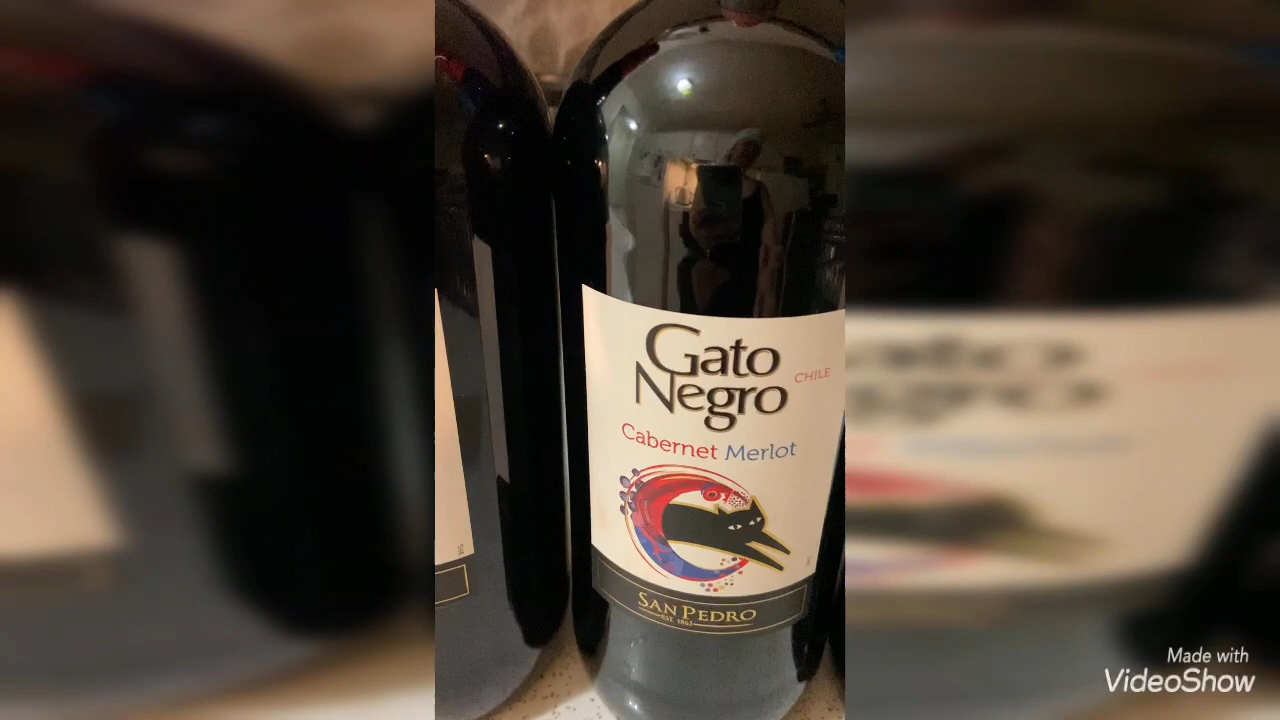 Gato
Negro
CHILE
Cabernet Merlot
SAN PEDRO
EST. 1865
Made with
VideoShow